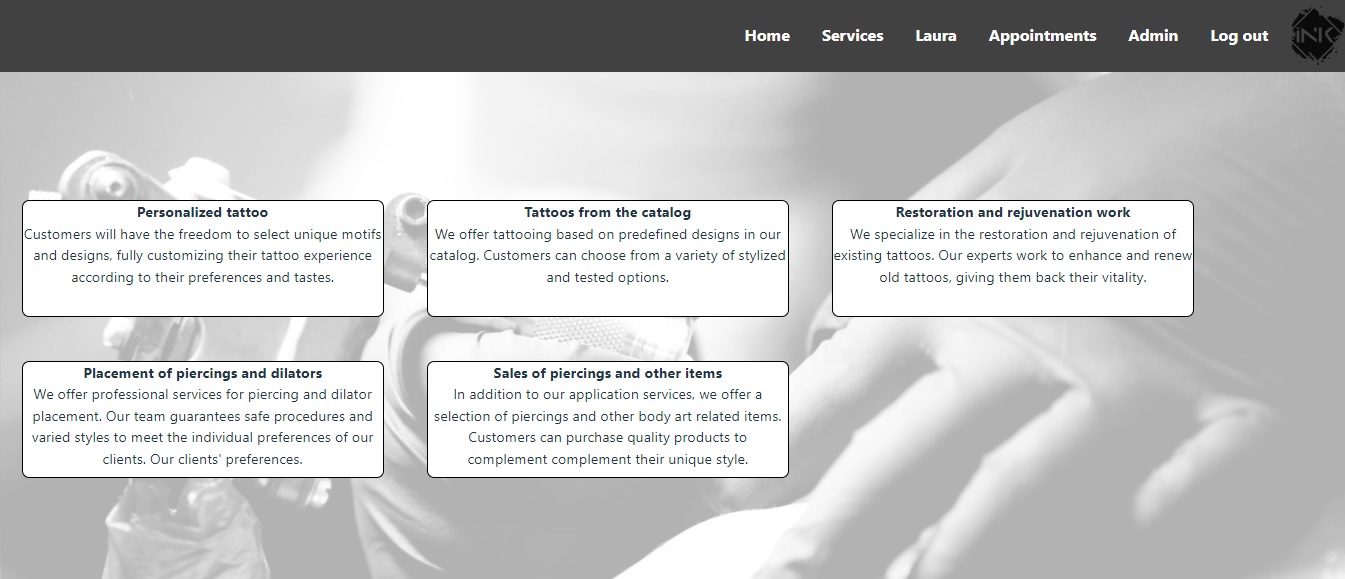 Home Services Laura Appointments Admin Log out INK
Personalized tattoo
Customers will have the freedom to select unique motifs
and designs, fully customizing their tattoo experience
according to their preferences and tastes.
Tattoos from the catalog
We offer tattooing based on predefined designs in our
catalog. Customers can choose from a variety of stylized
and tested options.
Restoration and rejuvenation work
We specialize in the restoration and rejuvenation of
existing tattoos. Our experts work to enhance and renew
old tattoos, giving them back their vitality.
Placement of piercings and dilators
We offer professional services for piercing and dilator
placement. Our team guarantees safe procedures and
varied styles to meet the individual preferences of our
clients. Our clients' preferences.
Sales of piercings and other items
In addition to our application services, we offer a
selection of piercings and other body art related items.
Customers can purchase quality products to
complement complement their unique style.